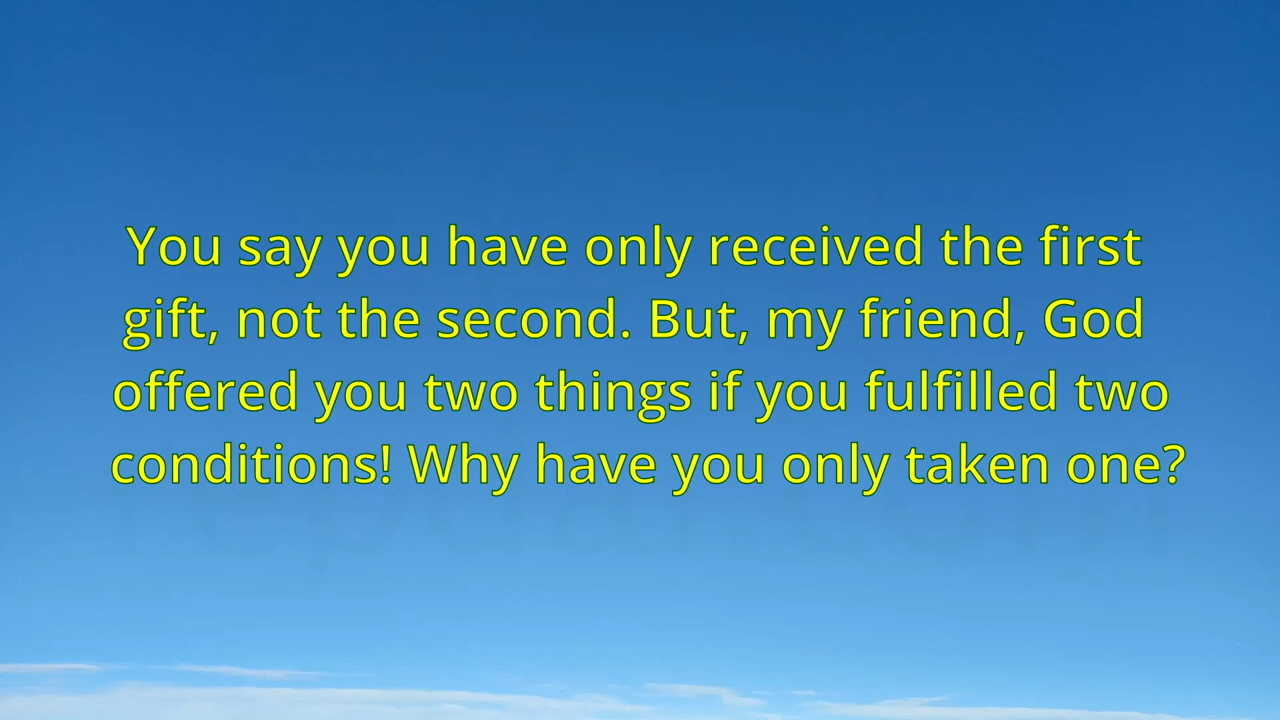 You say you have only received the first
gift, not the second. But, my friend, God
offered you two things if you fulfilled two
conditions! Why have you only taken one?